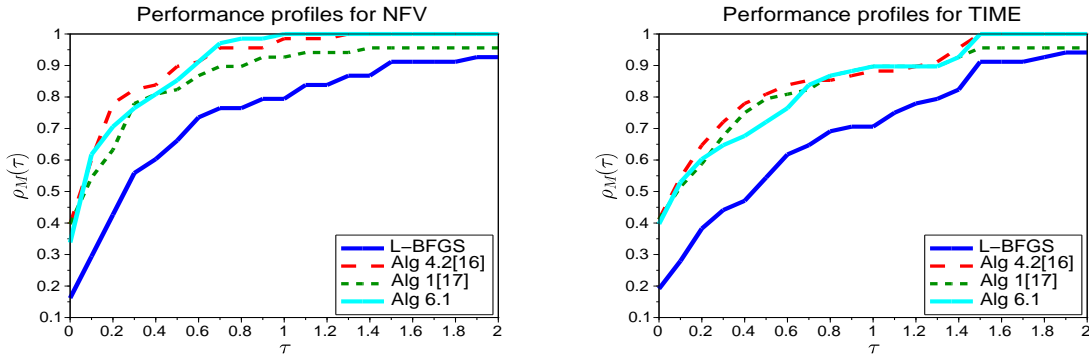 Performance profiles for NFV
1
0.9
0.8
0.7
0.6
0.5
0.4
0.3
0.2
0.1
ρ_M(τ)
0 0.2 0.4 0.6 0.8 1 1.2 1.4 1.6 1.8 2
τ
L−BFGS
Alg 4.2[16]
Alg 1[17]
Alg 6.1
Performance profiles for TIME
1
0.9
0.8
0.7
0.6
0.5
0.4
0.3
0.2
0.1
ρ_M(τ)
0 0.2 0.4 0.6 0.8 1 1.2 1.4 1.6 1.8 2
τ
L−BFGS
Alg 4.2[16]
Alg 1[17]
Alg 6.1